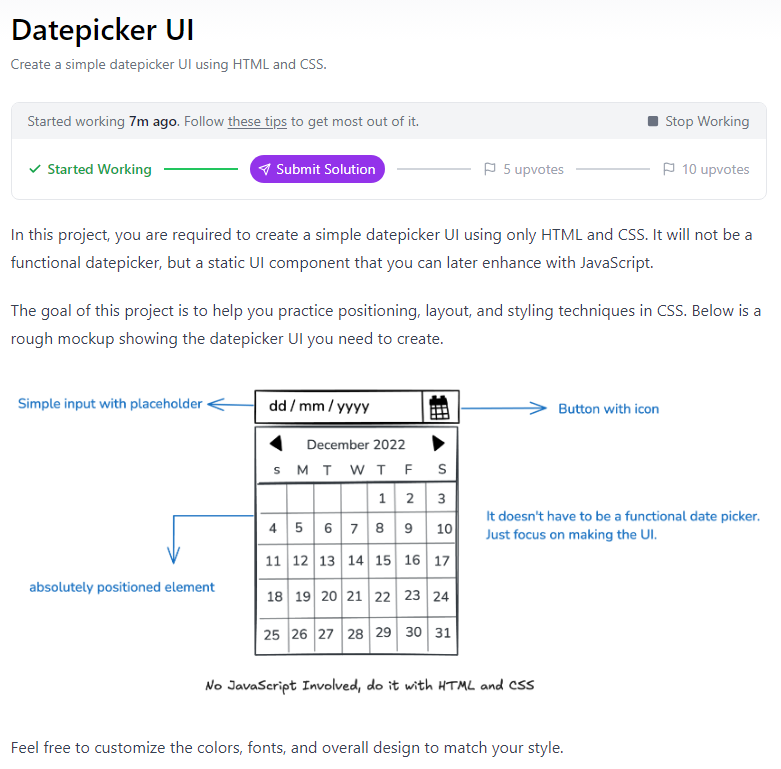 Datepicker UI
Create a simple datepicker UI using HTML and CSS.
Started working 7m ago. Follow these tips to get most out of it.
Stop Working
Started Working
Submit Solution
5 upvotes
10 upvotes
In this project, you are required to create a simple datepicker UI using only HTML and CSS. It will not be a
functional datepicker, but a static UI component that you can later enhance with JavaScript.
The goal of this project is to help you practice positioning, layout, and styling techniques in CSS. Below is a
rough mockup showing the datepicker UI you need to create.
Simple input with placeholder
dd / mm / yyyy
Button with icon
December 2022
s M T W T F S
1 2 3
4 5 6 7 8 9 10
11 12 13 14 15 16 17
18 19 20 21 22 23 24
25 26 27 28 29 30 31
It doesn't have to be a functional date picker.
Just focus on making the UI.
absolutely positioned element
No JavaScript Involved, do it with HTML and CSS
Feel free to customize the colors, fonts, and overall design to match your style.